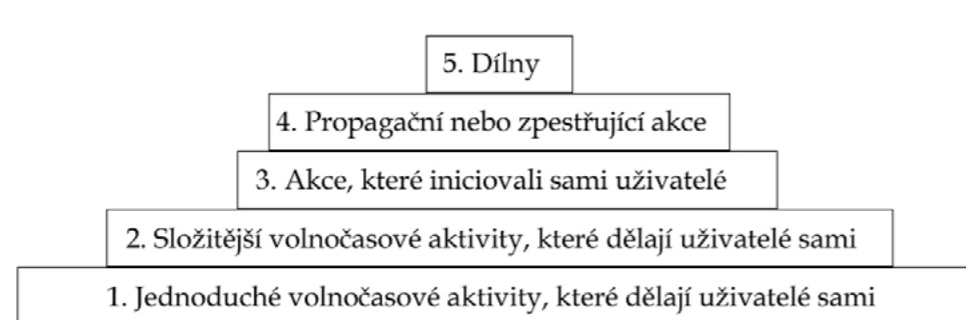 5. Dílny
4. Propagační nebo zpestřující akce
3. Akce, které iniciovali sami uživatelé
2. Složitější volnočasové aktivity, které dělají uživatelé sami
1. Jednoduché volnočasové aktivity, které dělají uživatelé sami